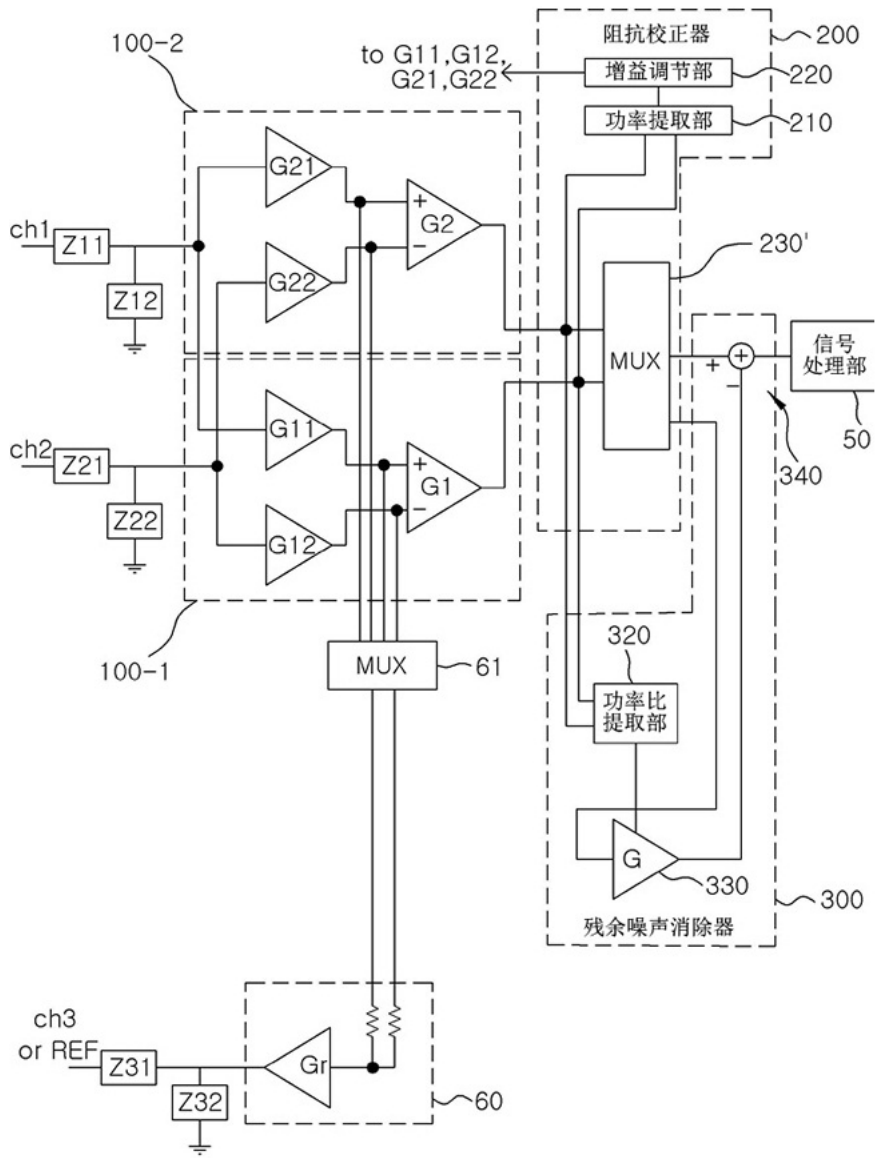 阻抗校正器
200
100-2
to G11,G12,
G21,G22
增益调节部
220
功率提取部
210
G21
ch1
Z11
G2
+
−
230'
Z12
G22
MUX
信号
处理部
+
−
50
340
G11
ch2
Z21
G1
+
−
Z22
G12
100-1
MUX
61
320
功率比
提取部
G
330
300
残余噪声消除器
ch3
or REF
Z31
Gr
Z32
60